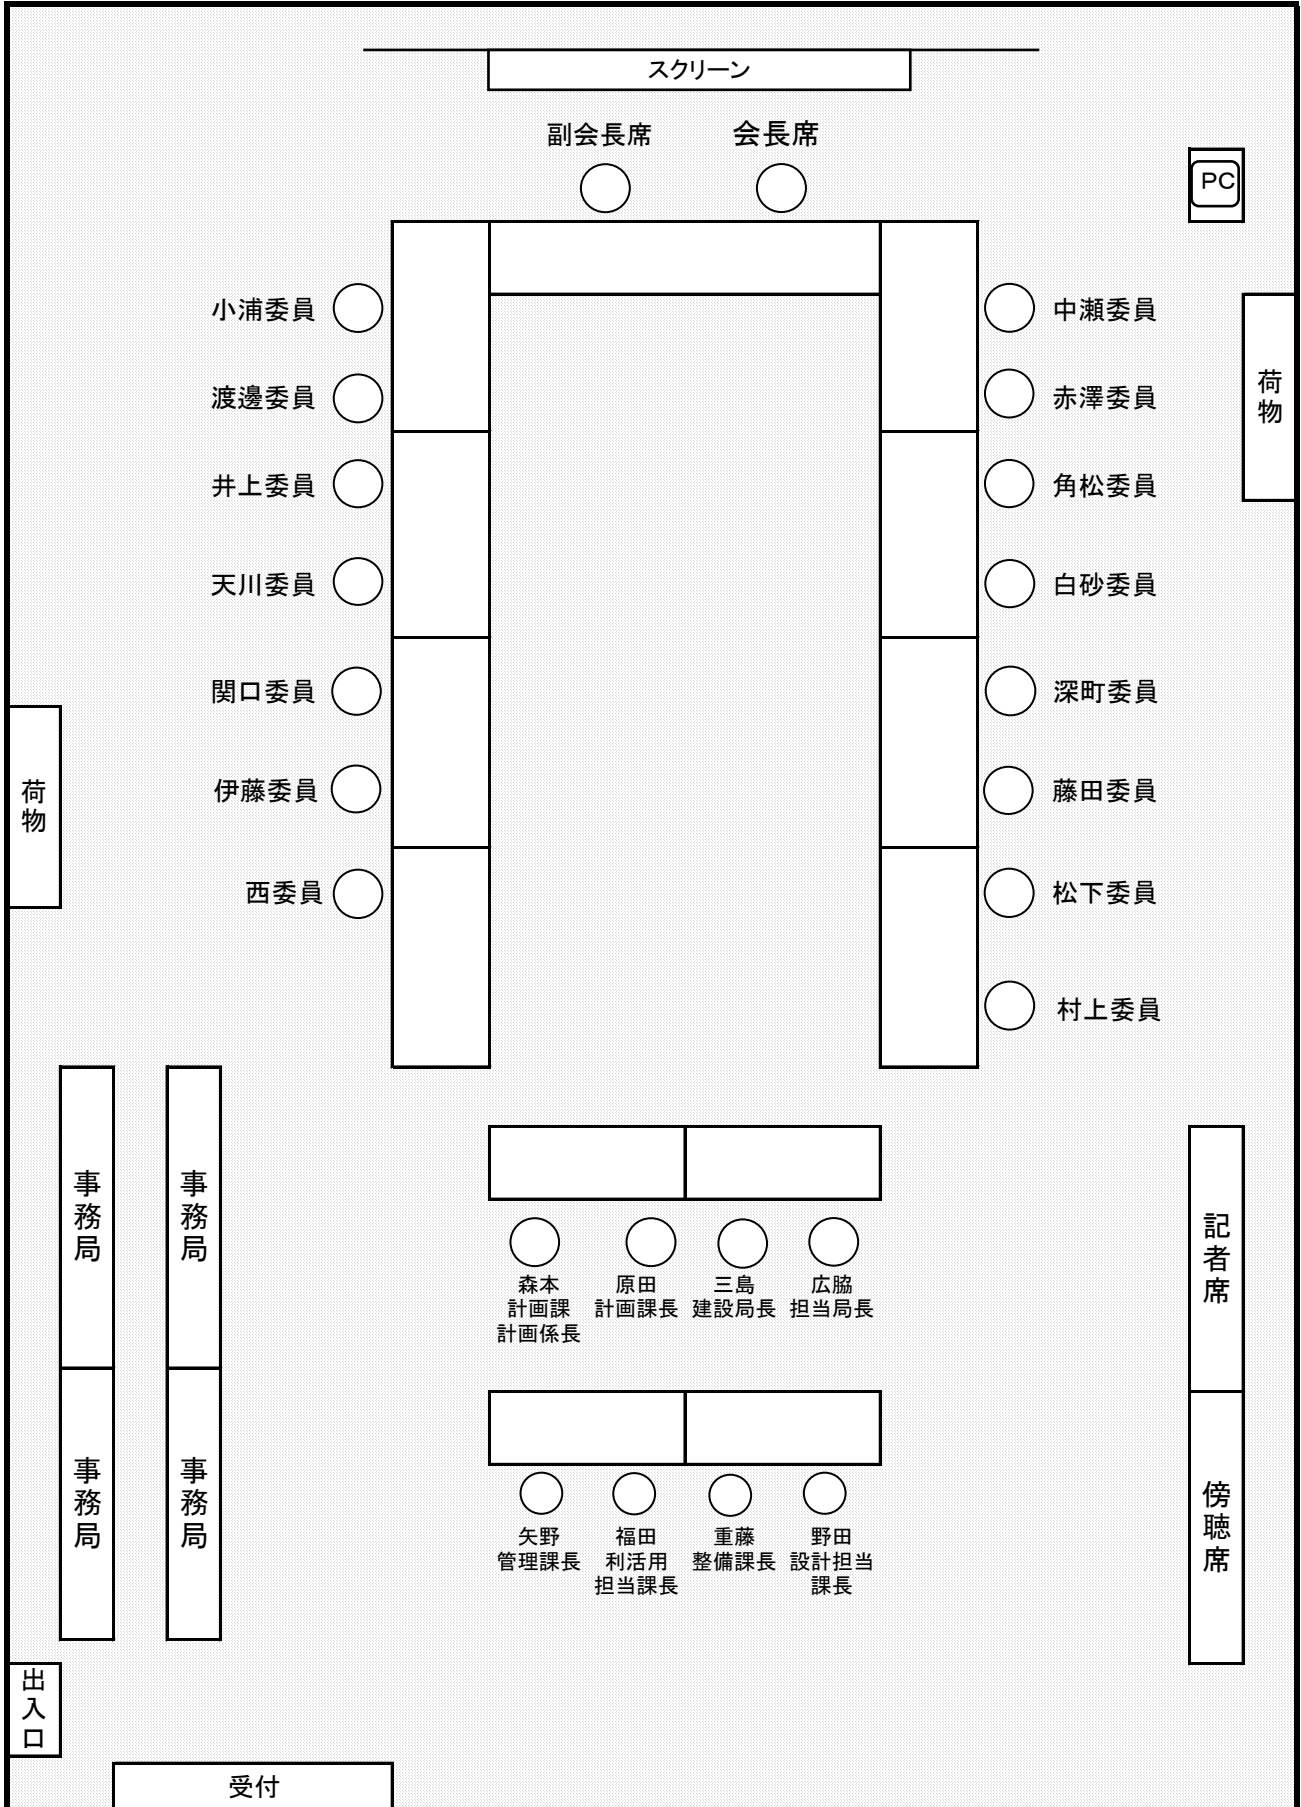 スクリーン
副会長席
会長席
PC
小浦委員
中瀬委員
渡邊委員
赤澤委員
荷物
井上委員
角松委員
天川委員
白砂委員
関口委員
深町委員
荷物
伊藤委員
藤田委員
西委員
松下委員
村上委員
事務局
事務局
記者席
森本
計画課
計画係長
原田
計画課長
三島
建設局長
広脇
担当局長
事務局
事務局
傍聴席
矢野
管理課長
福田
利活用
担当課長
重藤
整備課長
野田
設計担当
課長
出入口
受付